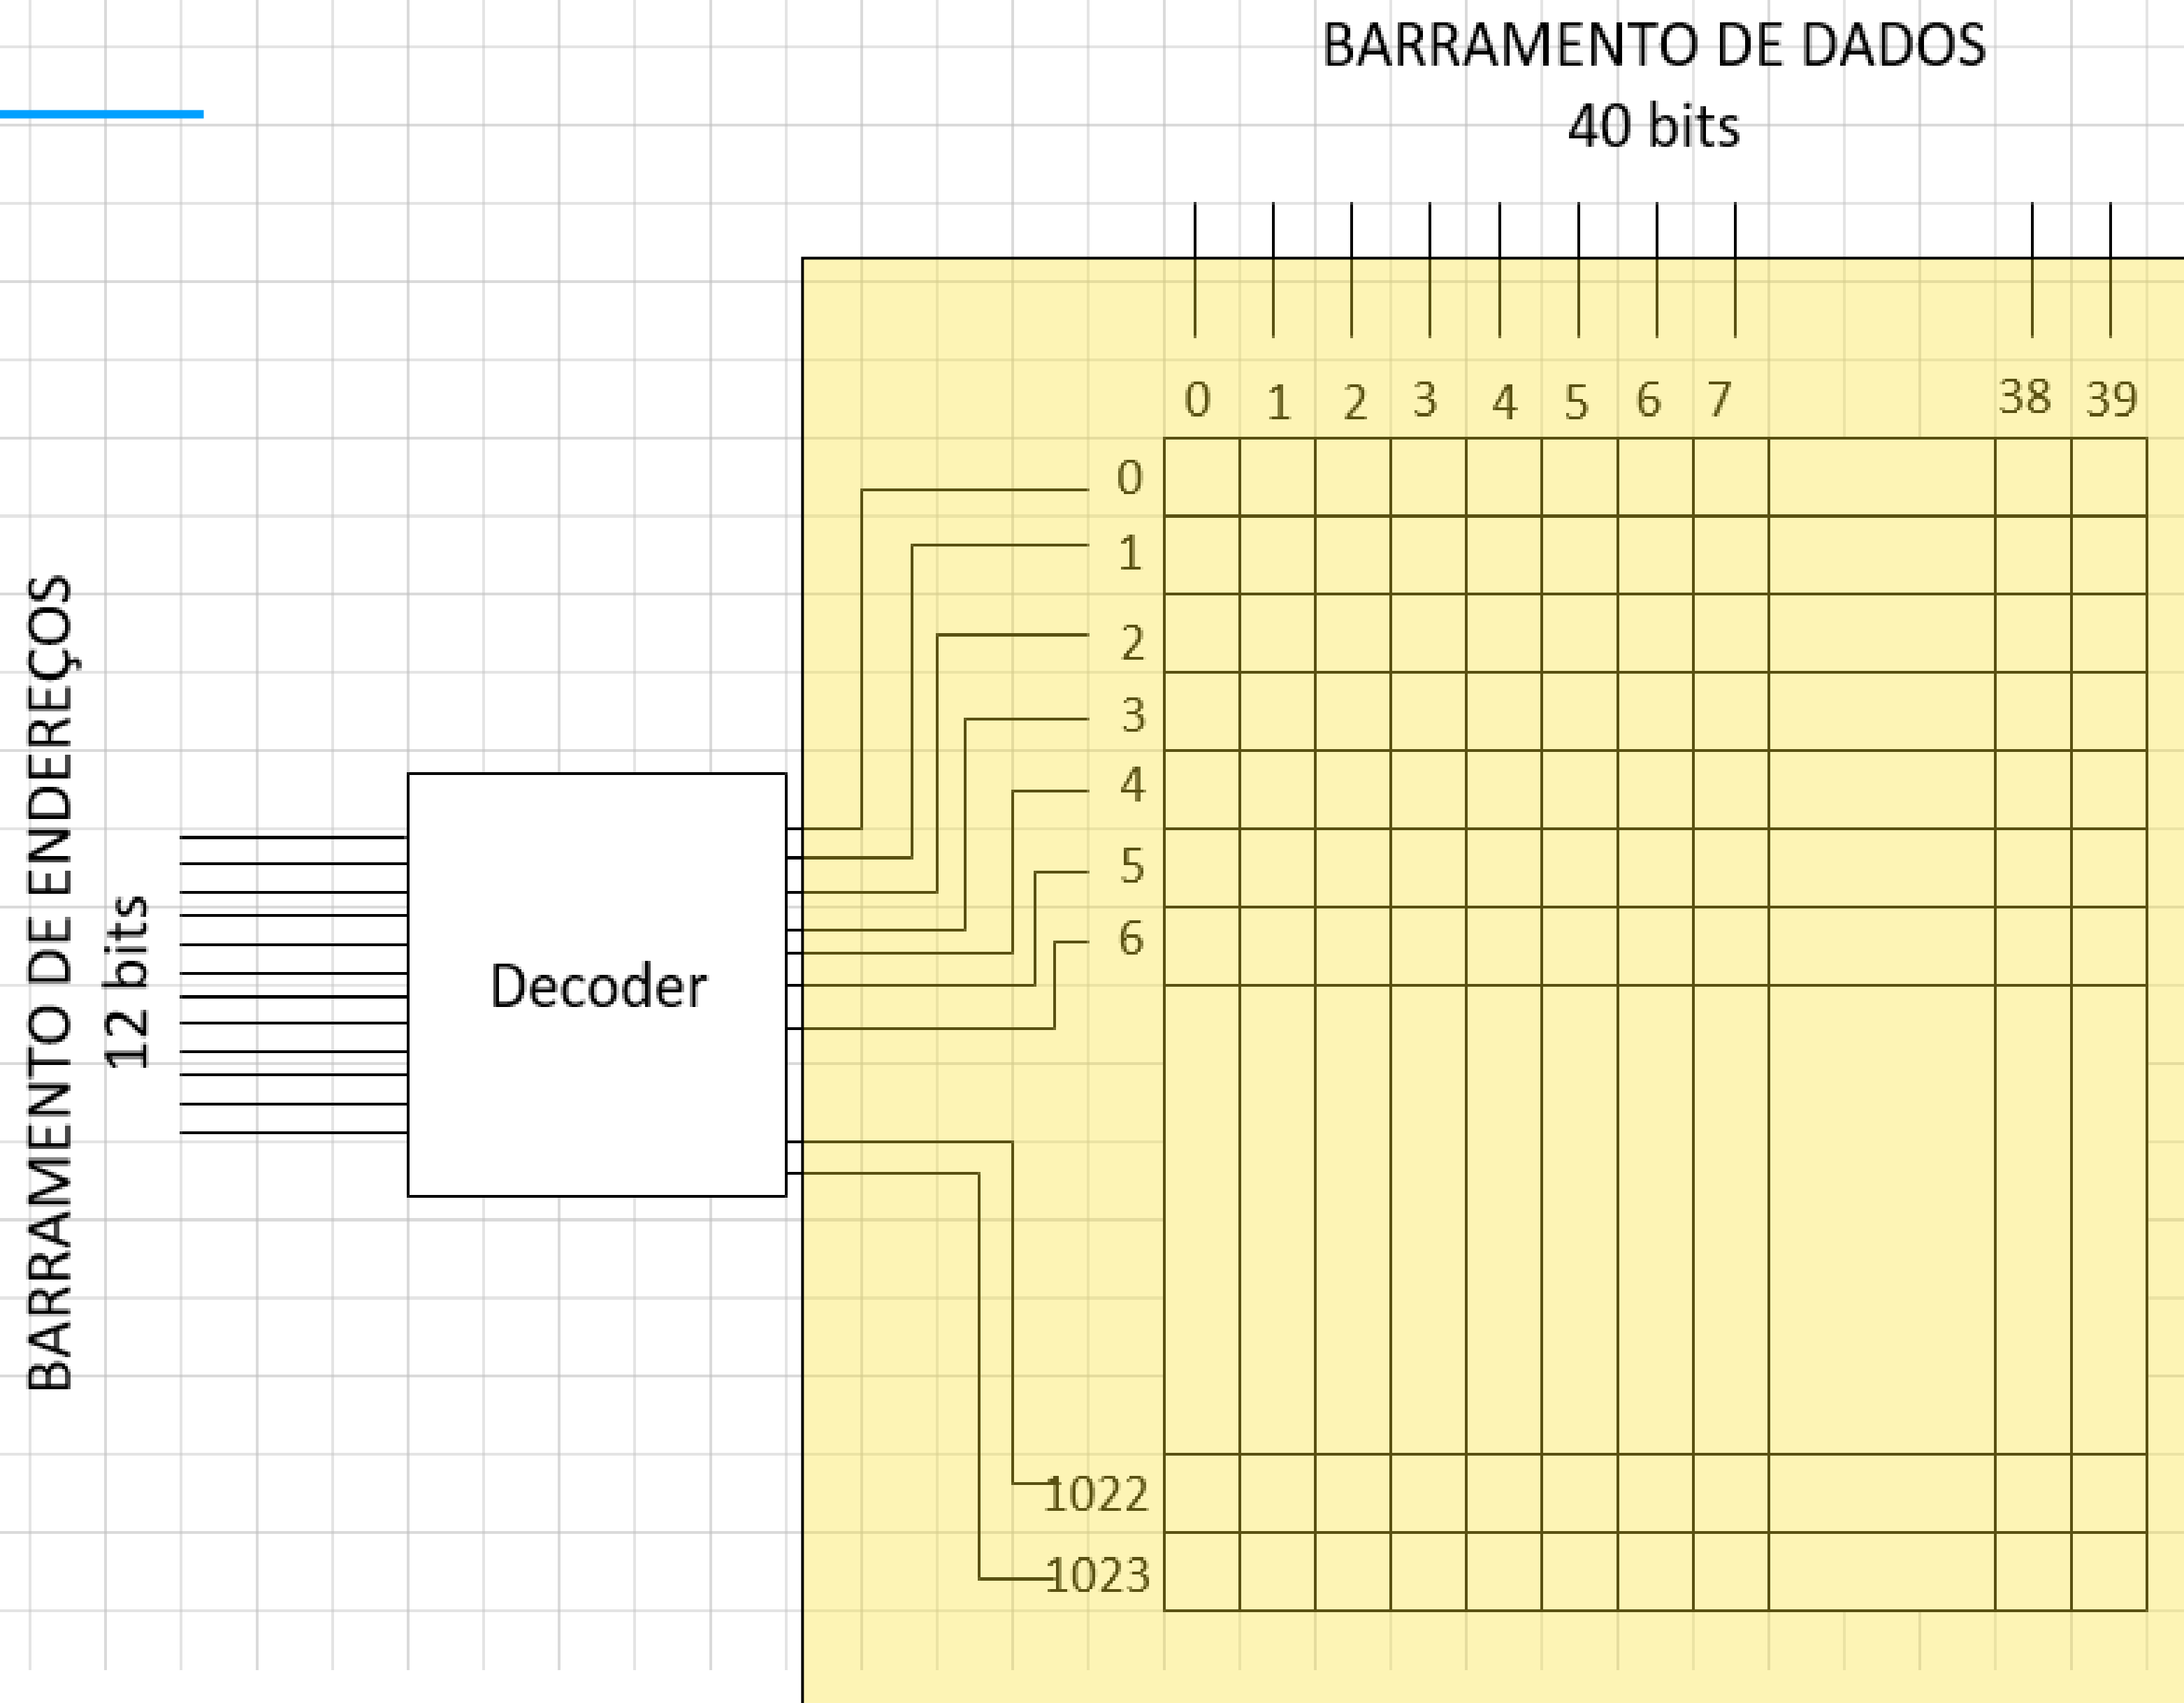 BARRAMENTO DE DADOS
40 bits
0 1 2 3 4 5 6 7 38 39
0
1
2
3
4
5
6
1022
1023
Decoder
BARRAMENTO DE ENDEREÇOS
12 bits